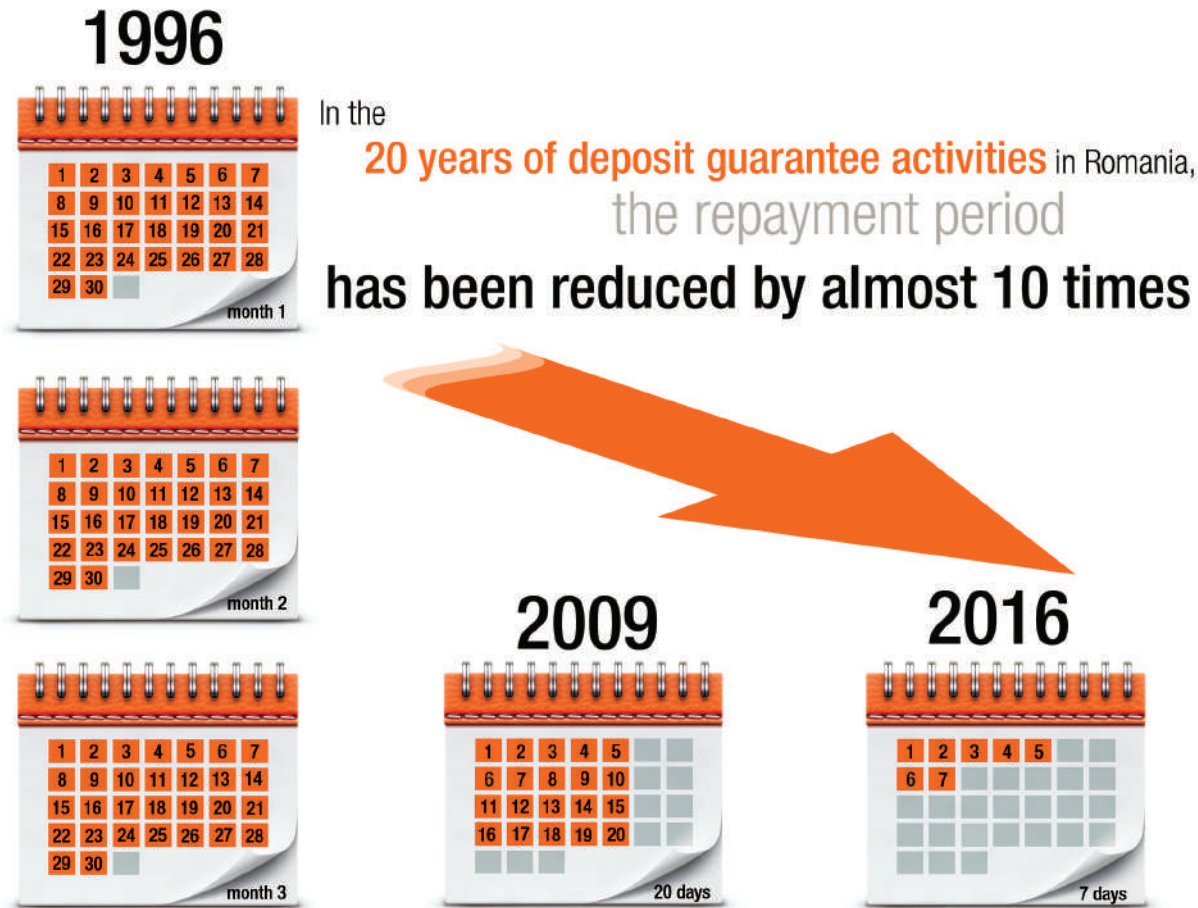 1996
In the
20 years of deposit guarantee activities in Romania,
the repayment period
has been reduced by almost 10 times
1 2 3 4 5 6 7
8 9 10 11 12 13 14
15 16 17 18 19 20 21
22 23 24 25 26 27 28
29 30
month 1
1 2 3 4 5 6 7
8 9 10 11 12 13 14
15 16 17 18 19 20 21
22 23 24 25 26 27 28
29 30
month 2
1 2 3 4 5 6 7
8 9 10 11 12 13 14
15 16 17 18 19 20 21
22 23 24 25 26 27 28
29 30
month 3
2009
1 2 3 4 5
6 7 8 9 10
11 12 13 14 15
16 17 18 19 20
20 days
2016
1 2 3 4 5
6 7
7 days